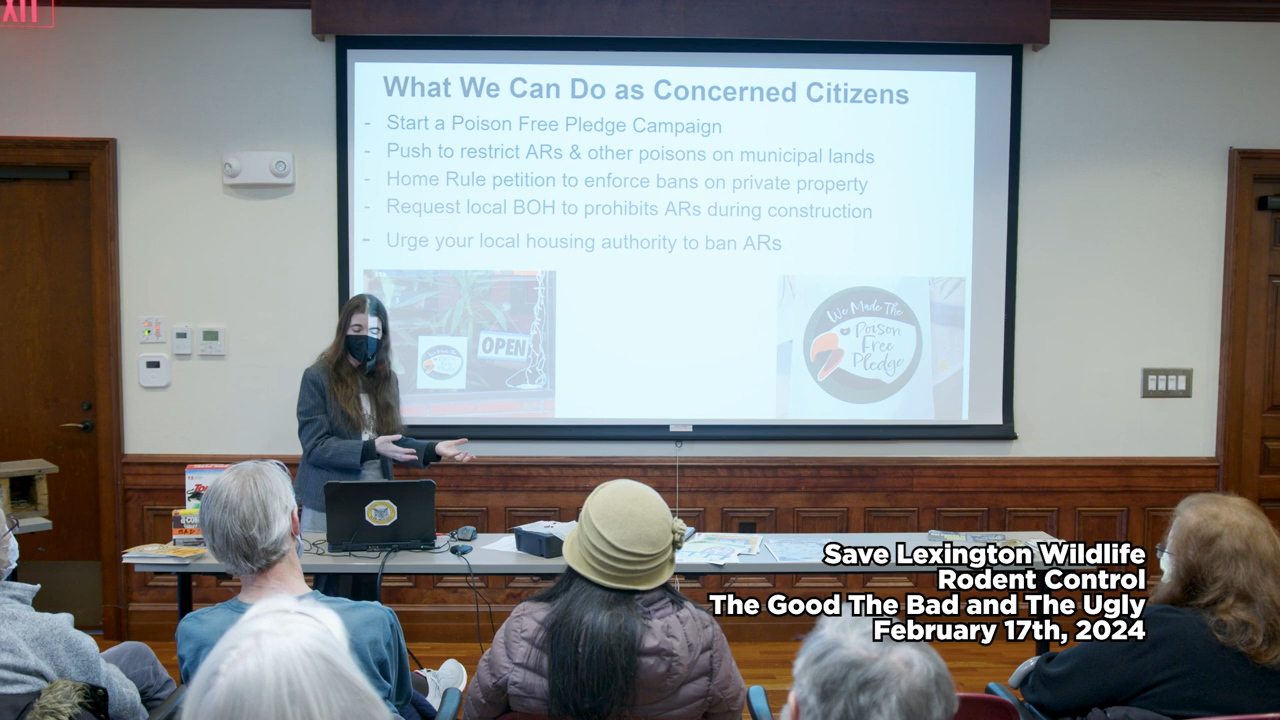 EXIT
What We Can Do as Concerned Citizens
- Start a Poison Free Pledge Campaign
- Push to restrict ARs & other poisons on municipal lands
- Home Rule petition to enforce bans on private property
- Request local BOH to prohibits ARs during construction
- Urge your local housing authority to ban ARs
OPEN
We Made The
Poison
Free
Pledge
Save Lexington Wildlife
Rodent Control
The Good The Bad and The Ugly
February 17th, 2024